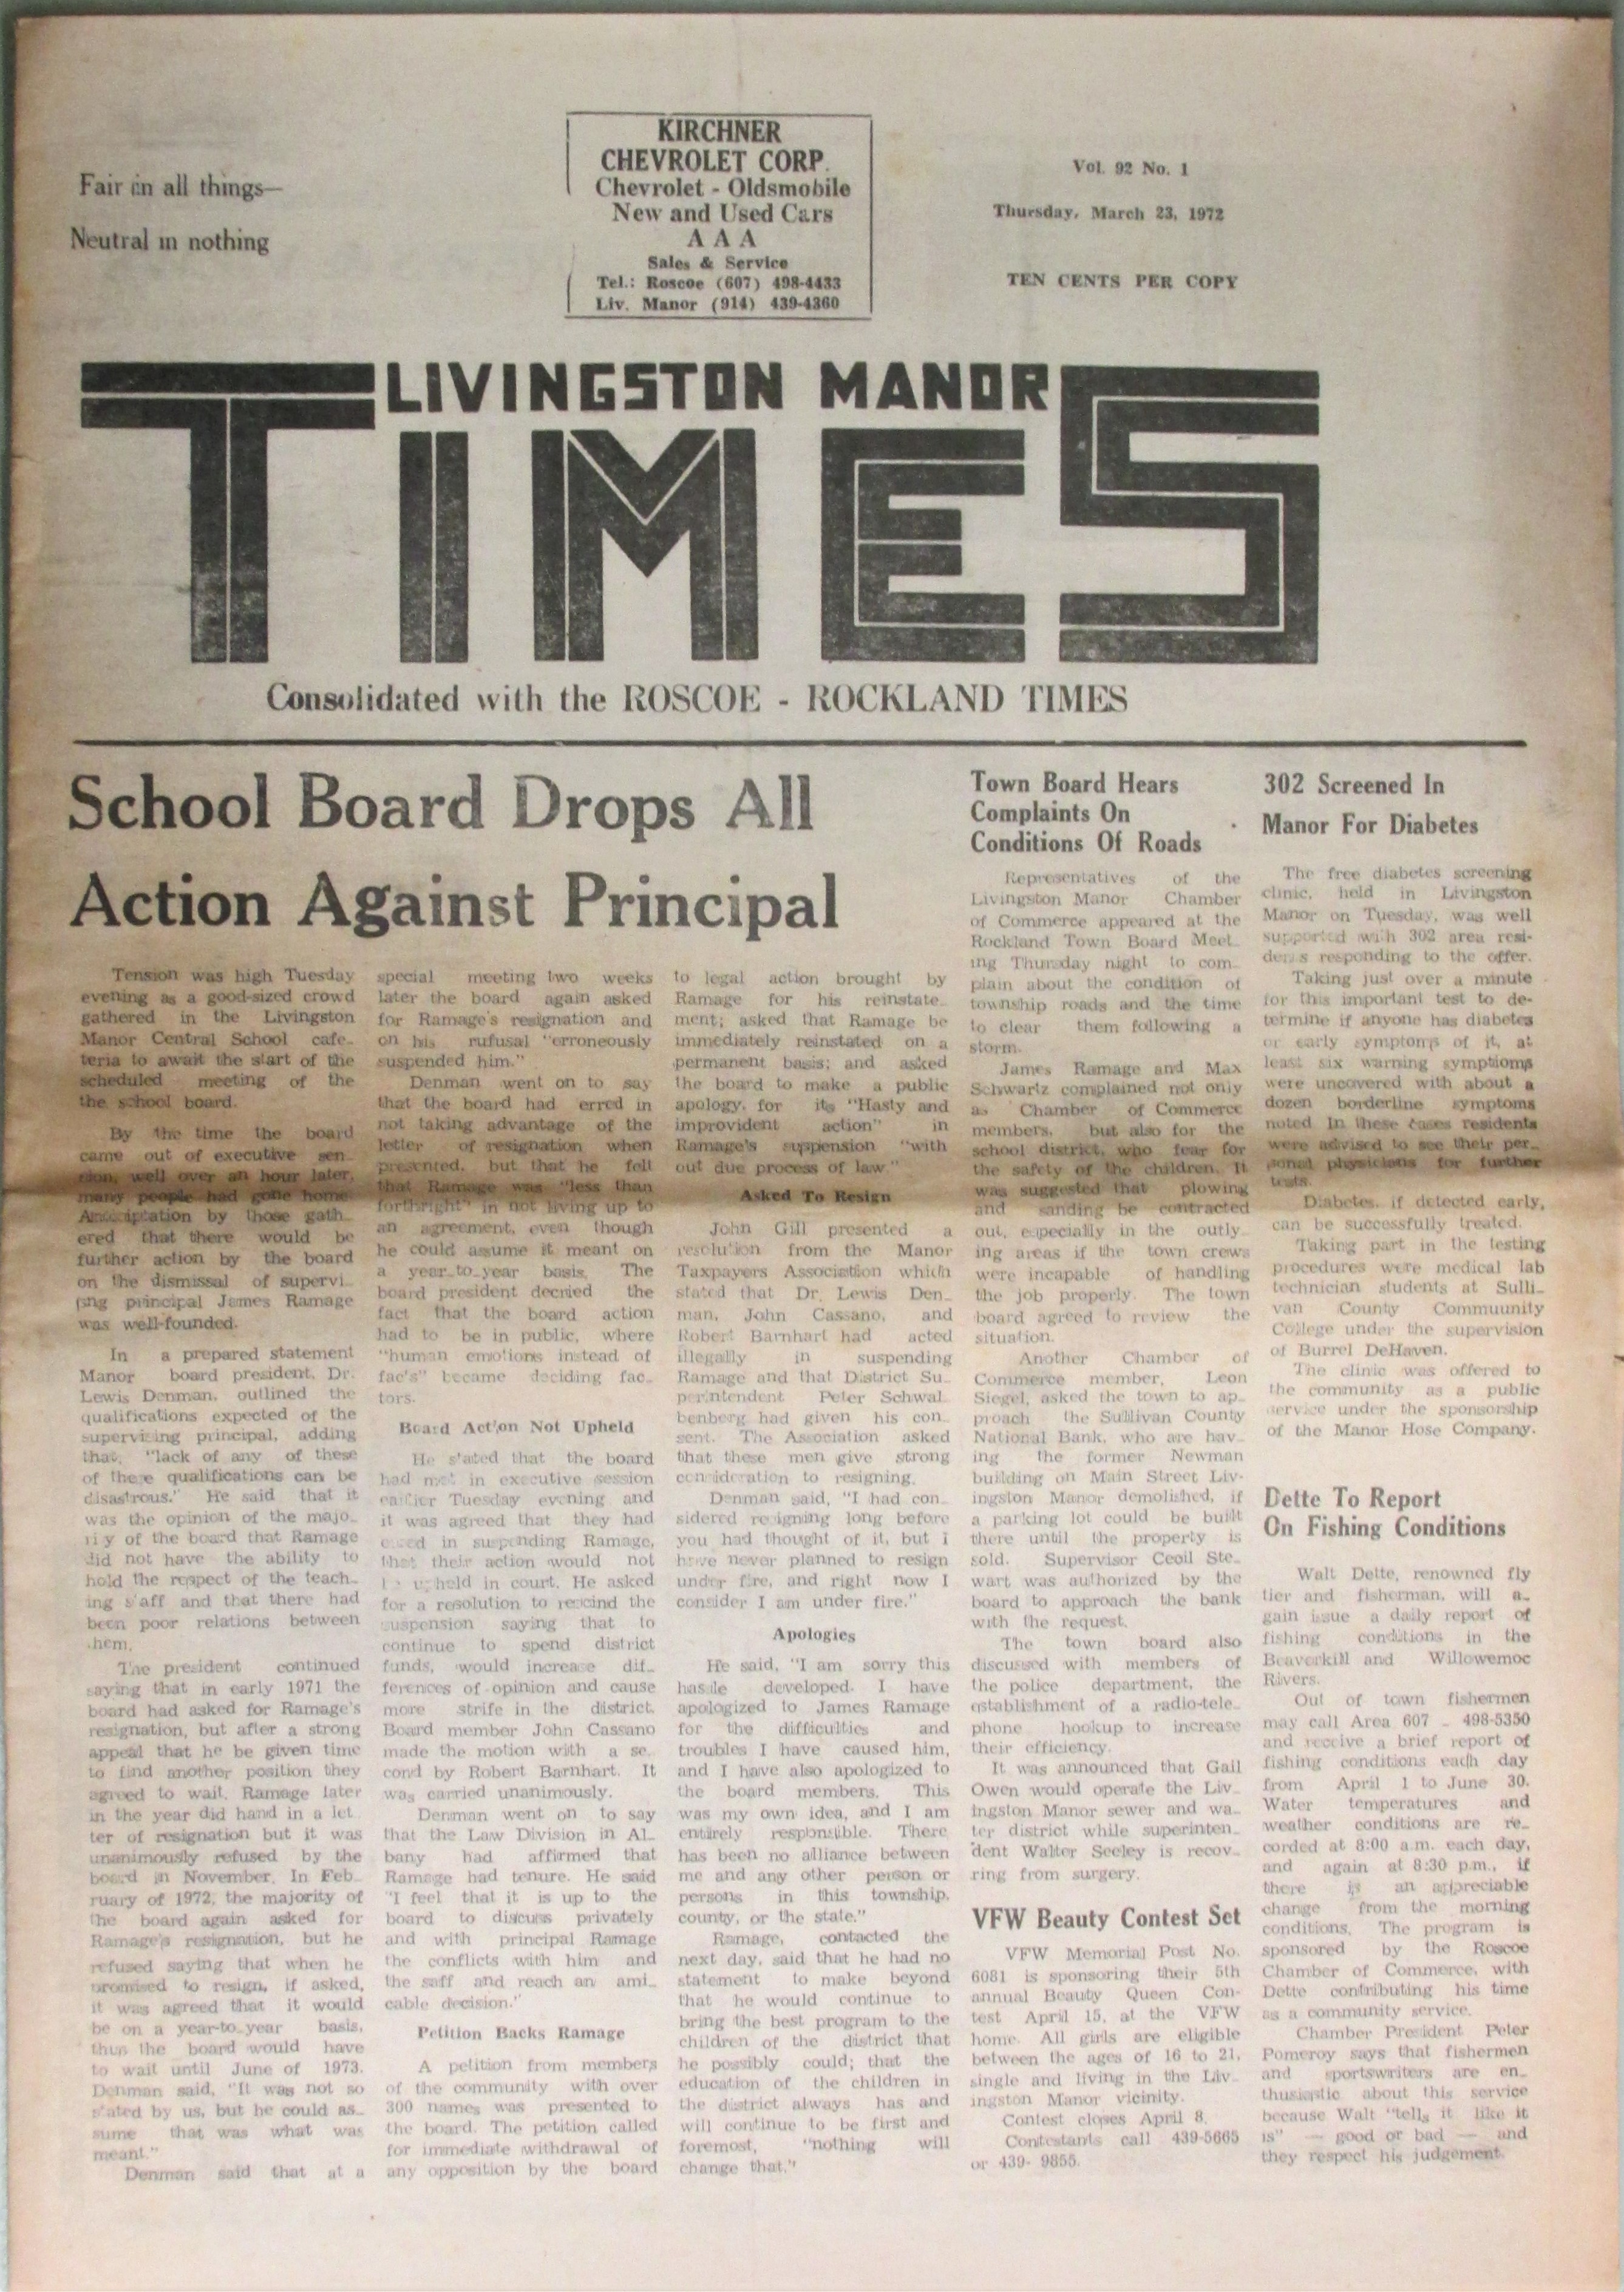 Fair in all things—
Neutral in nothing
KIRCHNER
CHEVROLET CORP.
Chevrolet - Oldsmobile
New and Used Cars
A A A
Sales & Service
Tel.: Roscoe (607) 498-4433
Liv. Manor (914) 439-4360
Vol. 92 No. 1
Thursday, March 23, 1972
TEN CENTS PER COPY
LIVINGSTON MANOR
TIMES
Consolidated with the ROSCOE - ROCKLAND TIMES
School Board Drops All
Action Against Principal
Tension was high Tuesday
evening as a good-sized crowd
gathered in the Livingston
Manor Central School cafe-
teria to await the start of the
scheduled meeting of the
the school board.
By the time the board
came out of executive ses-
sion, well over an hour later,
many people had gone home.
Anticipation by those gath-
ered that there would be
further action by the board
on the dismissal of supervi-
sing principal James Ramage
was well-founded.
In a prepared statement
Manor board president, Dr.
Lewis Denman, outlined the
qualifications expected of the
supervising principal, adding
that, "lack of any of these
of these qualifications can be
disastrous." He said that it
was the opinion of the majo-
rity of the board that Ramage
did not have the ability to
hold the respect of the teach-
ing staff and that there had
been poor relations between
them.
The president continued
saying that in early 1971 the
board had asked for Ramage's
resignation, but after a strong
appeal that he be given time
to find another position they
agreed to wait. Ramage later
in the year did hand in a let-
ter of resignation but it was
unanimously refused by the
board in November. In Feb-
ruary of 1972, the majority of
the board again asked for
Ramage's resignation, but he
refused saying that when he
promised to resign, if asked,
it was agreed that it would
be on a year-to-year basis,
thus the board would have
to wait until June of 1973.
Denman said, "It was not so
stated by us, but he could as-
sume that was what was
meant."
Denman said that at a
special meeting two weeks
later the board again asked
for Ramage's resignation and
on his rufusal "erroneously
suspended him."
Denman went on to say
that the board had erred in
not taking advantage of the
letter of resignation when
presented, but that he felt
that Ramage was "less than
forthright" in not living up to
an agreement, even though
he could assume it meant on
a year-to-year basis. The
board president decried the
fact that the board action
had to be in public, where
"human emotions instead of
fac's" became deciding fac-
tors.
Board Action Not Upheld
He stated that the board
had met in executive session
earlier Tuesday evening and
it was agreed that they had
erred in suspending Ramage,
that their action would not
be upheld in court. He asked
for a resolution to rescind the
suspension saying that to
continue to spend district
funds, would increase dif-
ferences of opinion and cause
more strife in the district.
Board member John Cassano
made the motion with a se-
cond by Robert Barnhart. It
was carried unanimously.
Denman went on to say
that the Law Division in Al-
bany had affirmed that
Ramage had tenure. He said
"I feel that it is up to the
board to discuss privately
and with principal Ramage
the conflicts with him and
the saff and reach an ami-
cable decision."
Petition Backs Ramage
A petition from members
of the community with over
300 names was presented to
the board. The petition called
for immediate withdrawal of
any opposition by the board
to legal action brought by
Ramage for his reinstate-
ment; asked that Ramage be
immediately reinstated on a
permanent basis; and asked
the board to make a public
apology, for its "Hasty and
improvident action" in
Ramage's suspension "with
out due process of law."
Asked To Resign
John Gill presented a
resolution from the Manor
Taxpayers Association which
stated that Dr. Lewis Den-
man, John Cassano, and
Robert Barnhart had acted
illegally in suspending
Ramage and that District Su-
perintendent Peter Schwal
benberg had given his con-
sent. The Association asked
that these men give strong
consideration to resigning.
Denman said, "I had con-
sidered resigning long before
you had thought of it, but i
have never planned to resign
under fire, and right now I
consider I am under fire."
Apologies
He said, "I am sorry this
hassle developed. I have
apologized to James Ramage
for the difficulties and
troubles I have caused him,
and I have also apologized to
the board members. This
was my own idea, and I am
entirely responsible. There
has been no alliance between
me and any other person or
persons in this township,
county, or the state."
Ramage, contacted the
next day, said that he had no
statement to make beyond
that he would continue to
bring the best program to the
children of the district that
he possibly could; that the
education of the children in
the district always has and
will continue to be first and
foremost, "nothing will
change that."
Town Board Hears
Complaints On
Conditions Of Roads
Representatives of the
Livingston Manor Chamber
of Commerce appeared at the
Rockland Town Board Meet-
ing Thursday night to com-
plain about the condition of
township roads and the time
to clear them following a
storm.
James Ramage and Max
Schwartz complained not only
as Chamber of Commerce
members, but also for the
school district, who fear for
the safety of the children. It
was suggested that plowing
and sanding be contracted
out, especially in the outly-
ing areas if the town crews
were incapable of handling
the job properly. The town
board agreed to review the
situation.
Another Chamber of
Commerce member, Leon
Siegel, asked the town to ap-
proach the Sullivan County
National Bank, who are hav-
ing the former Newman
building on Main Street Liv-
ingston Manor demolished, if
a parking lot could be built
there until the property is
sold. Supervisor Cecil Ste-
wart was authorized by the
board to approach the bank
with the request.
The town board also
discussed with members of
the police department, the
establishment of a radio-tele-
phone hookup to increase
their efficiency.
It was announced that Gail
Owen would operate the Liv-
ingston Manor sewer and wa-
ter district while superinten-
dent Walter Seeley is recov-
ring from surgery.
VFW Beauty Contest Set
VFW Memorial Post No.
6081 is sponsoring their 5th
annual Beauty Queen Con-
test April 15, at the VFW
home. All girls are eligible
between the ages of 16 to 21,
single and living in the Liv-
ingston Manor vicinity.
Contest closes April 8.
Contestants call 439-5665
or 439- 9855.
302 Screened In
Manor For Diabetes
The free diabetes screening
clinic, held in Livingston
Manor on Tuesday, was well
supported with 302 area resi-
dents responding to the offer.
Taking just over a minute
for this important test to de-
termine if anyone has diabetes
or early symptoms of it, at
least six warning symptioms
were uncovered with about a
dozen borderline symptoms
noted. In these cases residents
were advised to see their per-
sonal physicians for further
tests.
Diabetes, if detected early,
can be successfully treated.
Taking part in the testing
procedures were medical lab
technician students at Sulli-
van County Commuunity
College under the supervision
of Burrel DeHaven.
The clinic was offered to
the community as a public
service under the sponsorship
of the Manor Hose Company.
Dette To Report
On Fishing Conditions
Walt Dette, renowned fly
tier and fisherman, will a-
gain issue a daily report of
fishing conditions in the
Beaverkill and Willowemoc
Rivers.
Out of town fishermen
may call Area 607 - 498-5350
and receive a brief report of
fishing conditions each day
from April 1 to June 30.
Water temperatures and
weather conditions are re-
corded at 8:00 a.m. each day,
and again at 8:30 p.m., if
there is an appreciable
change from the morning
conditions. The program is
sponsored by the Roscoe
Chamber of Commerce, with
Dette contributing his time
as a community service.
Chamber President Peter
Pomeroy says that fishermen
and sportswriters are en-
thusiastic about this service
because Walt "tells it like it
is" — good or bad — and
they respect his judgement.